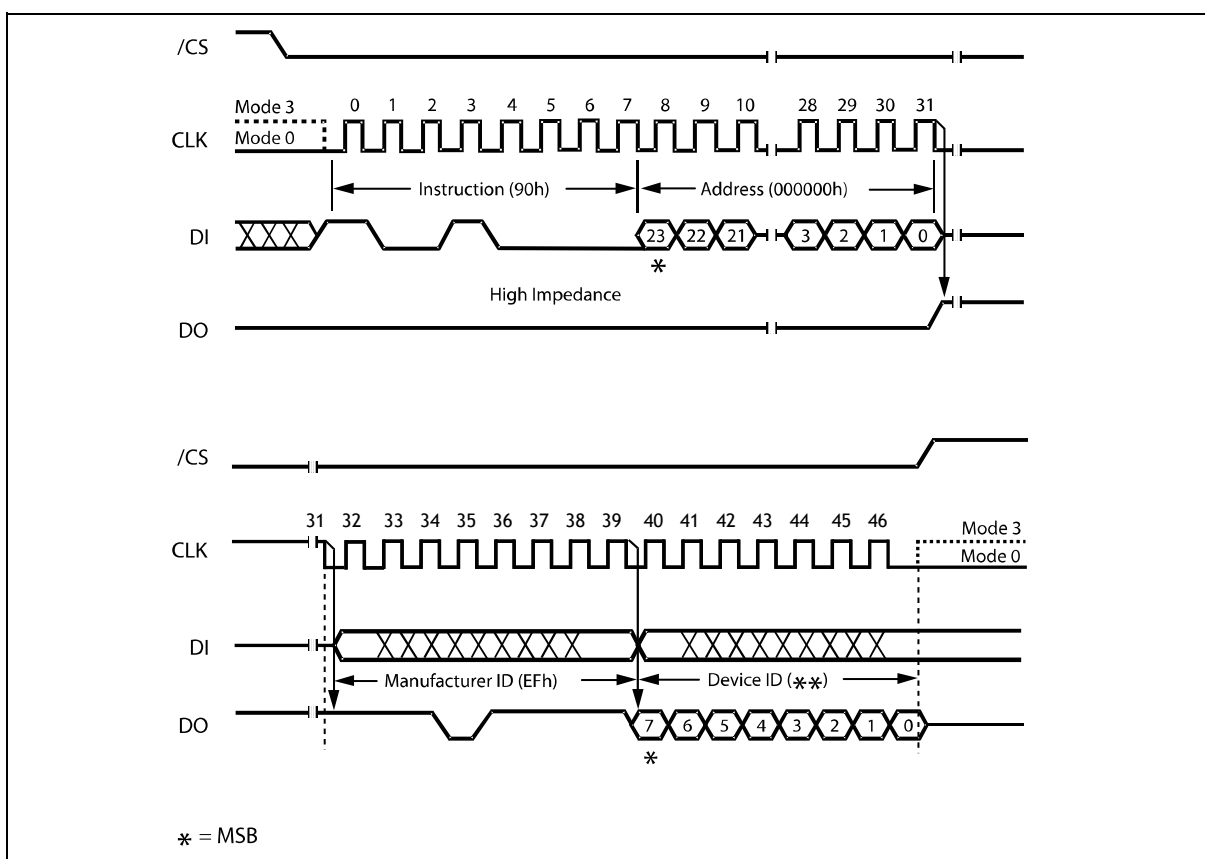 /CS
Mode 3
0 1 2 3 4 5 6 7 8 9 10 28 29 30 31
Mode 0
CLK
Instruction (90h)
Address (000000h)
DI
23 22 21 3 2 1 0
*
High Impedance
DO
/CS
31 32 33 34 35 36 37 38 39 40 41 42 43 44 45 46
Mode 3
CLK
Mode 0
DI
Manufacturer ID (EFh)
Device ID (**)
DO
7 6 5 4 3 2 1 0
*
* = MSB